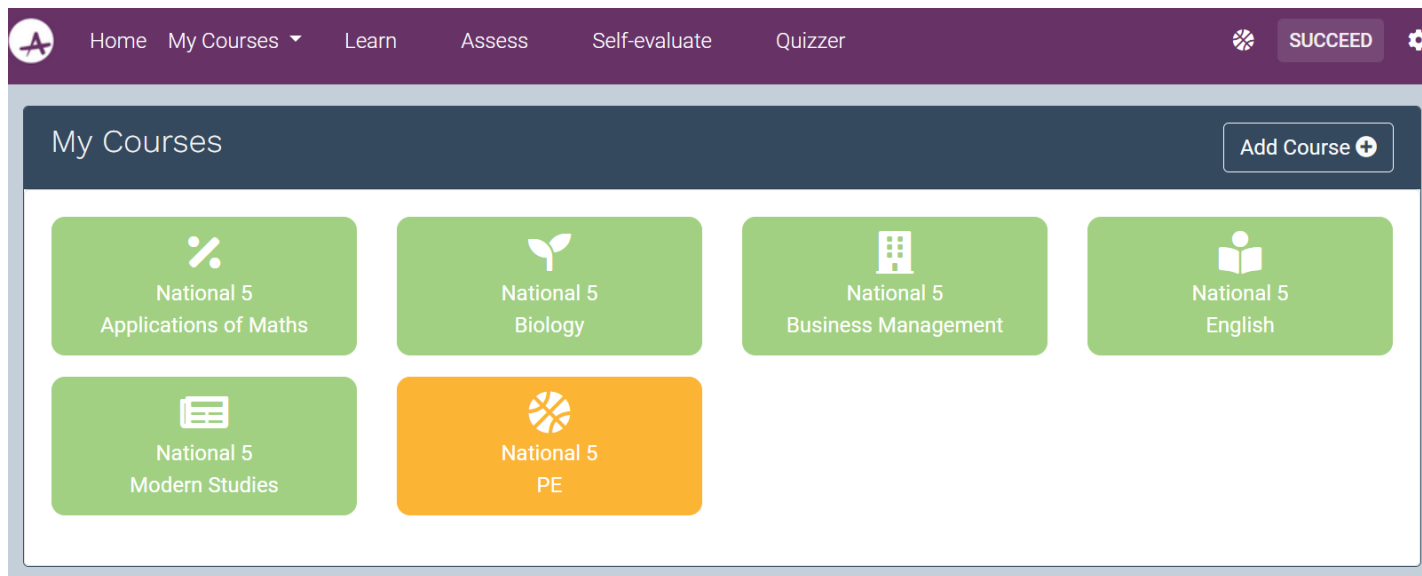 Home My Courses Learn Assess Self-evaluate Quizzer SUCCEED
My Courses
Add Course
National 5
Applications of Maths
National 5
Biology
National 5
Business Management
National 5
English
National 5
Modern Studies
National 5
PE